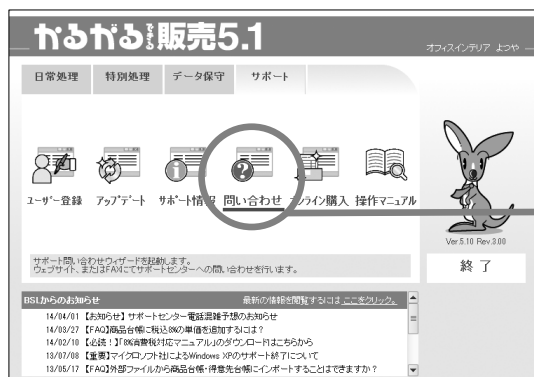 かるがるできる販売5.1
オフィスインテリア よつや
日常処理 特別処理 データ保守 サポート
ユーザー登録 アップデート サポート情報 問い合わせ オンライン購入 操作マニュアル
Ver.5.10 Rev.3.00
サポート問い合わせウィザードを起動します。
ウェブサイト、またはFAXにてサポートセンターへの問い合わせを行います。
終了
BSLからのお知らせ 最新の情報を閲覧するには ここをクリック。
14/04/01 【お知らせ】サポートセンター電話混雑予想のお知らせ
14/03/27 【FAQ】商品台帳に税込8%の単価を追加するには？
14/02/10 【必読！】「8%消費税対応マニュアル」のダウンロードはこちらから
13/07/08 【重要】マイクロソフト社によるWindows XPのサポート終了について
13/05/17 【FAQ】外部ファイルから商品台帳・得意先台帳にインポートすることはできますか？